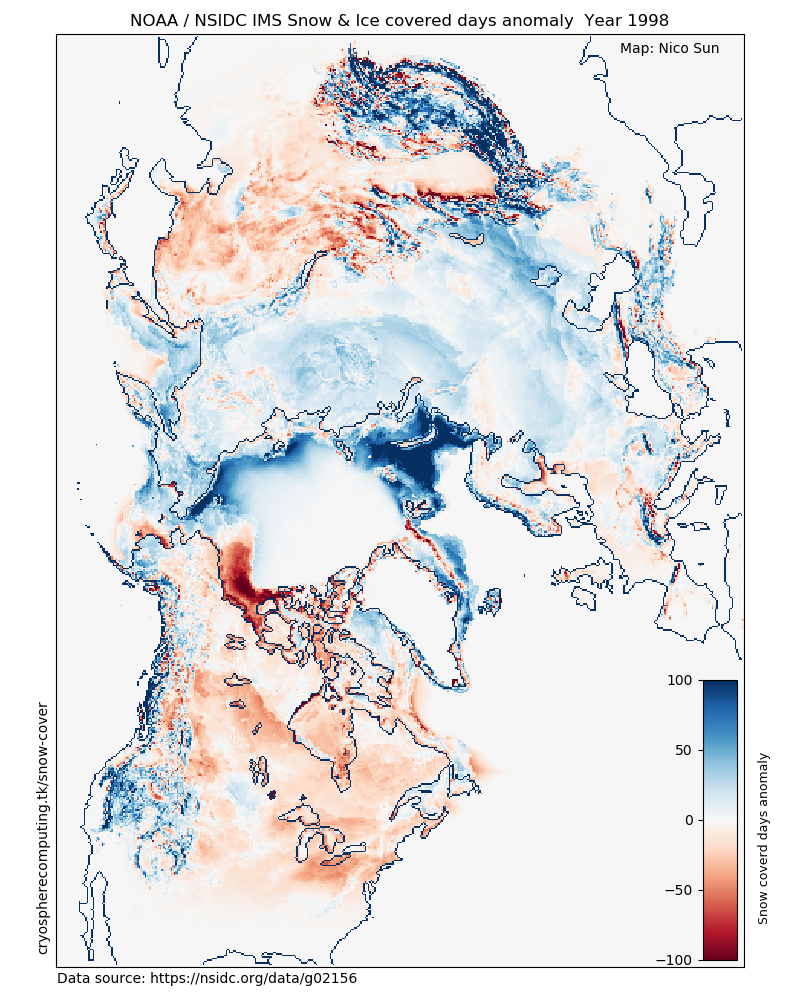 NOAA / NSIDC IMS Snow & Ice covered days anomaly  Year 1998
Map: Nico Sun
100
50
0
−50
−100
Snow coverd days anomaly
cryospherecomputing.tk/snow-cover
Data source: https://nsidc.org/data/g02156